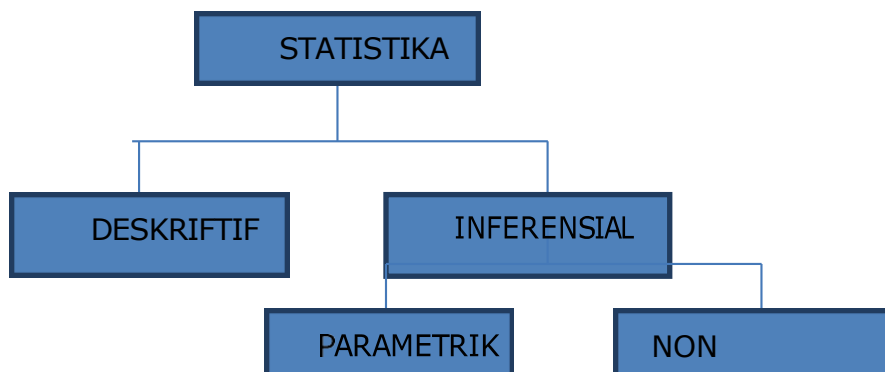 STATISTIKA
DESKRIFTIF
INFERENSIAL
PARAMETRIK
NON